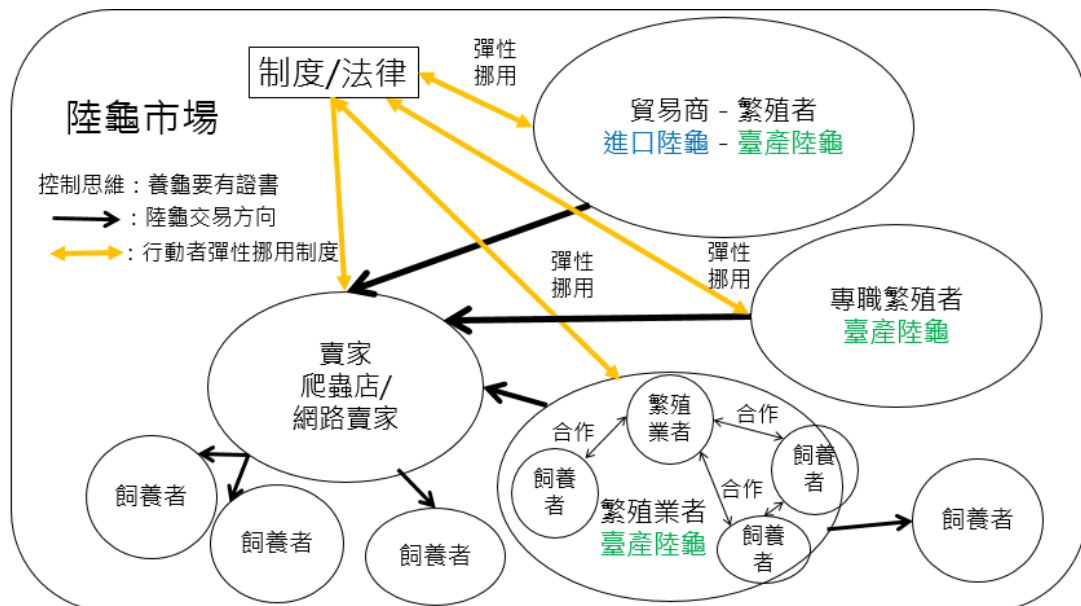 制度/法律
彈性
挪用
陸龜市場
貿易商 - 繁殖者
進口陸龜 - 臺產陸龜
控制思維：養龜要有證書
：陸龜交易方向
：行動者彈性挪用制度
彈性
挪用
彈性
挪用
專職繁殖者
臺產陸龜
賣家
爬蟲店/
網路賣家
繁殖
業者
合作
合作
飼養
者
飼養
者
合作
飼養
者
繁殖業者
臺產陸龜
飼養者
飼養者
飼養者
飼養者